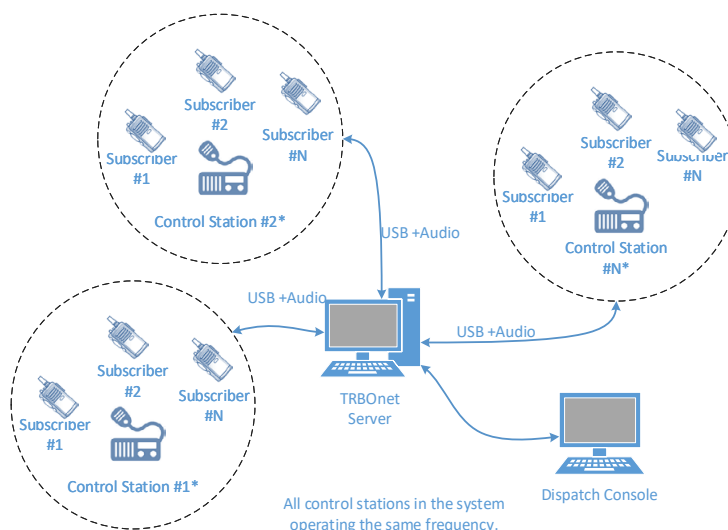 Subscriber
#2
Subscriber
#N
Subscriber
#1
Control Station #2*
Subscriber
#2
Subscriber
#N
Subscriber
#1
Control Station
#N*
USB +Audio
USB +Audio
USB +Audio
Subscriber
#2
Subscriber
#N
Subscriber
#1
Control Station #1*
TRBOnet
Server
Dispatch Console
All control stations in the system
operating the same frequency.